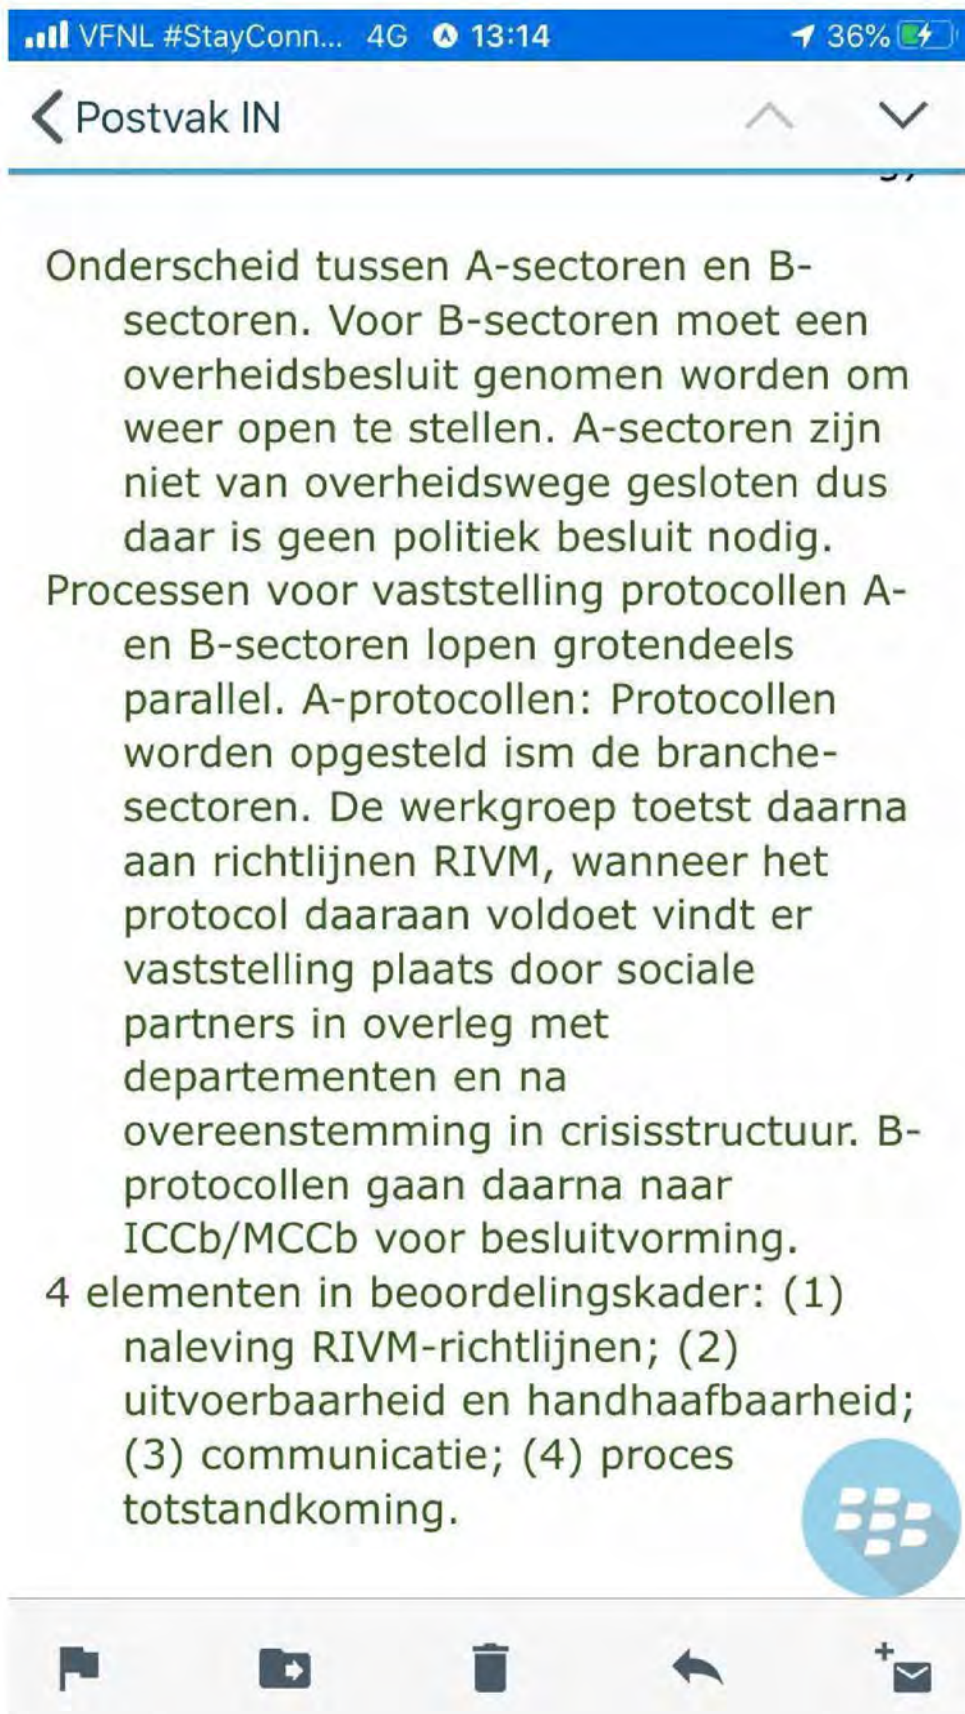 VFNL #StayConn... 4G 13:14 36%
Postvak IN
Onderscheid tussen A-sectoren en B-
sectoren. Voor B-sectoren moet een
overheidsbesluit genomen worden om
weer open te stellen. A-sectoren zijn
niet van overheidswege gesloten dus
daar is geen politiek besluit nodig.
Processen voor vaststelling protocollen A-
en B-sectoren lopen grotendeels
parallel. A-protocollen: Protocollen
worden opgesteld ism de branche-
sectoren. De werkgroep toetst daarna
aan richtlijnen RIVM, wanneer het
protocol daaraan voldoet vindt er
vaststelling plaats door sociale
partners in overleg met
departementen en na
overeenstemming in crisisstructuur. B-
protocollen gaan daarna naar
ICCb/MCCb voor besluitvorming.
4 elementen in beoordelingskader: (1)
naleving RIVM-richtlijnen; (2)
uitvoerbaarheid en handhaafbaarheid;
(3) communicatie; (4) proces
totstandkoming.